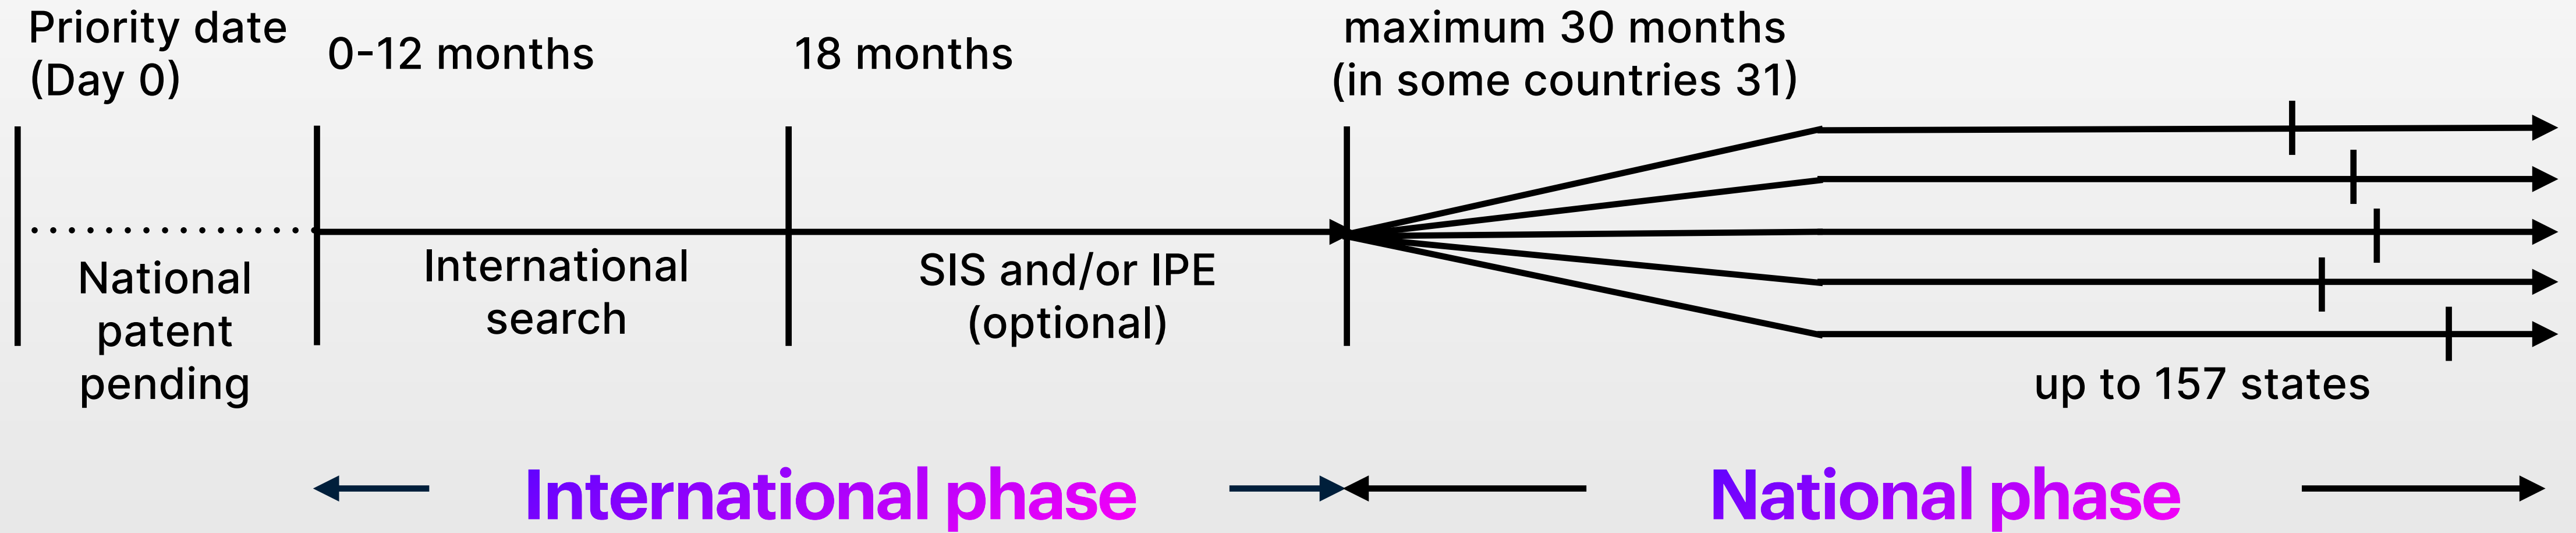 Priority date
(Day 0)
0-12 months
18 months
maximum 30 months
(in some countries 31)
National
patent
pending
International
search
SIS and/or IPE
(optional)
up to 157 states
International phase
National phase